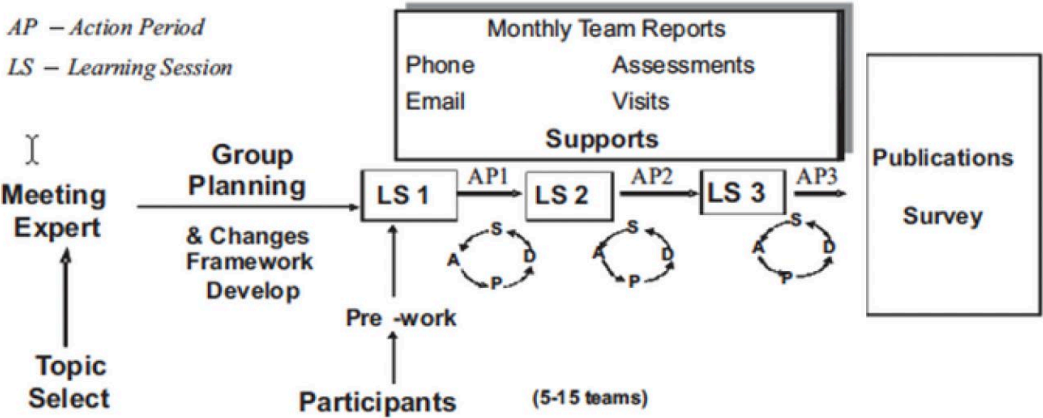 AP – Action Period
LS – Learning Session
Monthly Team Reports
Phone Assessments
Email Visits
Supports
Meeting
Expert
Group
Planning
& Changes
Framework
Develop
LS 1
AP1
LS 2
AP2
LS 3
AP3
Publications
Survey
S
A D
P
S
A D
P
S
A D
P
Pre -work
Topic
Select
Participants (5-15 teams)